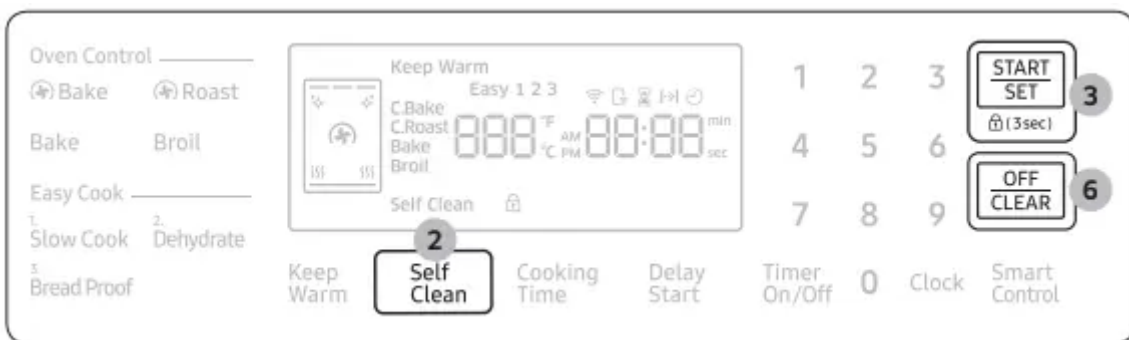 Oven Control
Bake Roast
Bake Broil
Easy Cook
1. 2.
Slow Cook Dehydrate
3.
Bread Proof
Keep Warm
Easy 1 2 3
C.Bake
C.Roast
Bake
Broil
888 °F °C AM PM 88:88 min sec
Self Clean
2
Keep Warm
Self Clean
Cooking Time
Delay Start
Timer On/Off
1 2 3
4 5 6
7 8 9
0 Clock
Smart Control
START
SET
(3sec)
3
OFF
CLEAR
6